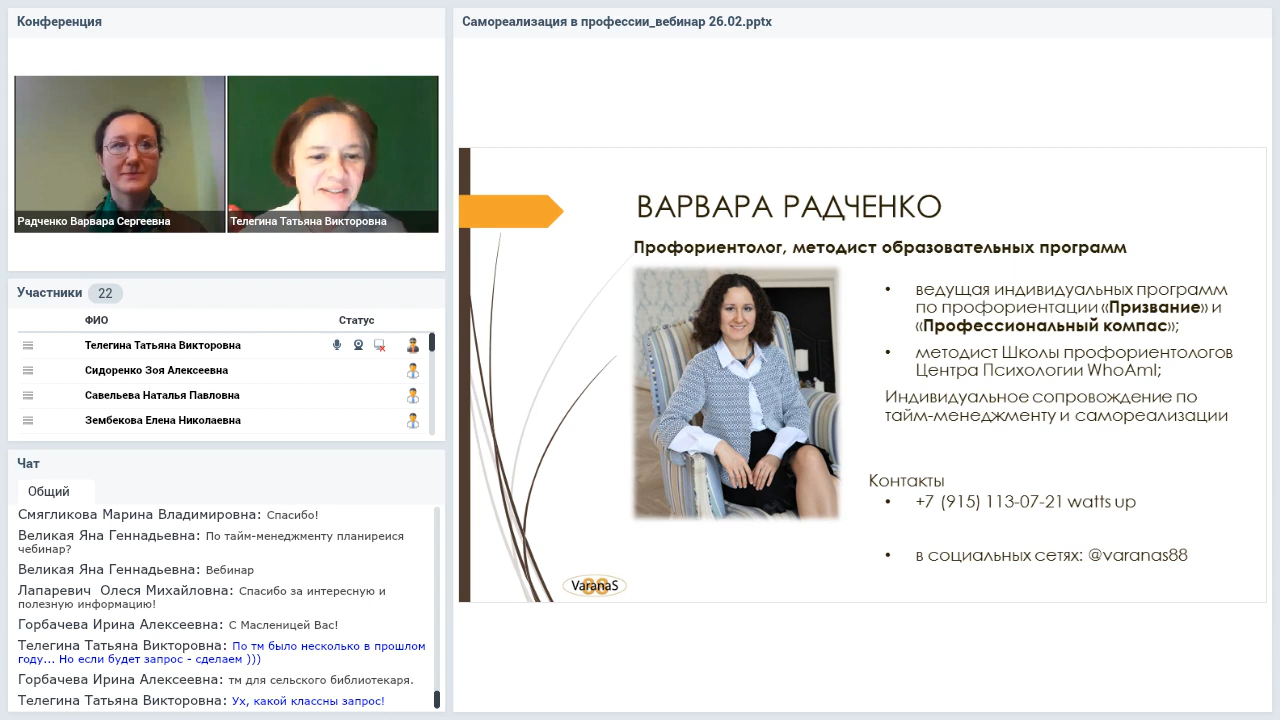 Конференция
Радченко Варвара Сергеевна
Телегина Татьяна Викторовна
Участники 22
ФИО Статус
Телегина Татьяна Викторовна
Сидоренко Зоя Алексеевна
Савельева Наталья Павловна
Зембекова Елена Николаевна
Чат
Общий
Смягликова Марина Владимировна: Спасибо!
Великая Яна Геннадьевна: По тайм-менеджменту планиреися
чебинар?
Великая Яна Геннадьевна: Вебинар
Лапаревич Олеся Михайловна: Спасибо за интересную и
полезную информацию!
Горбачева Ирина Алексеевна: С Масленицей Вас!
Телегина Татьяна Викторовна: По тм было несколько в прошлом
году... Но если будет запрос - сделаем )))
Горбачева Ирина Алексеевна: тм для сельского библиотекаря.
Телегина Татьяна Викторовна: Ух, какой классны запрос!
Самореализация в профессии_вебинар 26.02.pptx
ВАРВАРА РАДЧЕНКО
Профориентолог, методист образовательных программ
• ведущая индивидуальных программ
по профориентации «Призвание» и
«Профессиональный компас»;
• методист Школы профориентологов
Центра Психологии WhoAmI;
Индивидуальное сопровождение по
тайм-менеджменту и самореализации
Контакты
• +7 (915) 113-07-21 watts up
• в социальных сетях: @varanas88
VaranaS
88